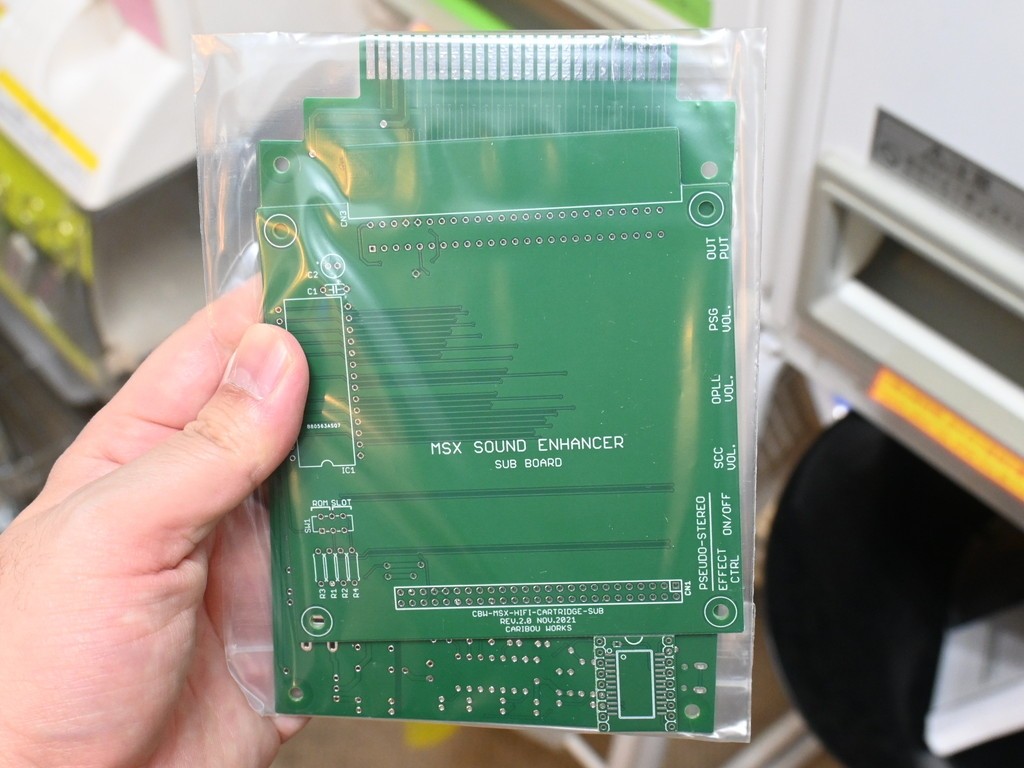 CN3
OUT
PUT
C2
C1
PSG
VOL.
OPLL
VOL.
MSX SOUND ENHANCER
SUB BOARD
IC1
SCC
VOL.
ROM SLOT
SW1
PSEUDO-STEREO
EFFECT ON/OFF
CTRL
R3 R1 R2 R4
CN1
CBW-MSX-HIFI-CARTRIDGE-SUB
REV.2.0 NOV.2021
CARIBOU WORKS